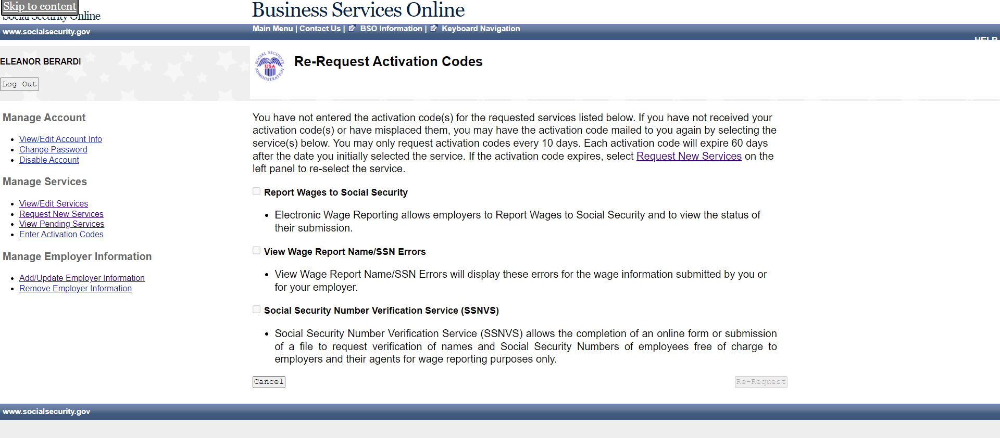 Skip to content
Social Security Online
Business Services Online
www.socialsecurity.gov
Main Menu | Contact Us | BSO Information | Keyboard Navigation
HELP
ELEANOR BERARDI
Log Out
SOCIAL SECURITY ADMINISTRATION
USA
Re-Request Activation Codes
Manage Account
View/Edit Account Info
Change Password
Disable Account
Manage Services
View/Edit Services
Request New Services
View Pending Services
Enter Activation Codes
Manage Employer Information
Add/Update Employer Information
Remove Employer Information
You have not entered the activation code(s) for the requested services listed below. If you have not received your
activation code(s) or have misplaced them, you may have the activation code mailed to you again by selecting the
service(s) below. You may only request activation codes every 10 days. Each activation code will expire 60 days
after the date you initially selected the service. If the activation code expires, select Request New Services on the
left panel to re-select the service.
Report Wages to Social Security
Electronic Wage Reporting allows employers to Report Wages to Social Security and to view the status of
their submission.
View Wage Report Name/SSN Errors
View Wage Report Name/SSN Errors will display these errors for the wage information submitted by you or
for your employer.
Social Security Number Verification Service (SSNVS)
Social Security Number Verification Service (SSNVS) allows the completion of an online form or submission
of a file to request verification of names and Social Security Numbers of employees free of charge to
employers and their agents for wage reporting purposes only.
Cancel
Re-Request
www.socialsecurity.gov